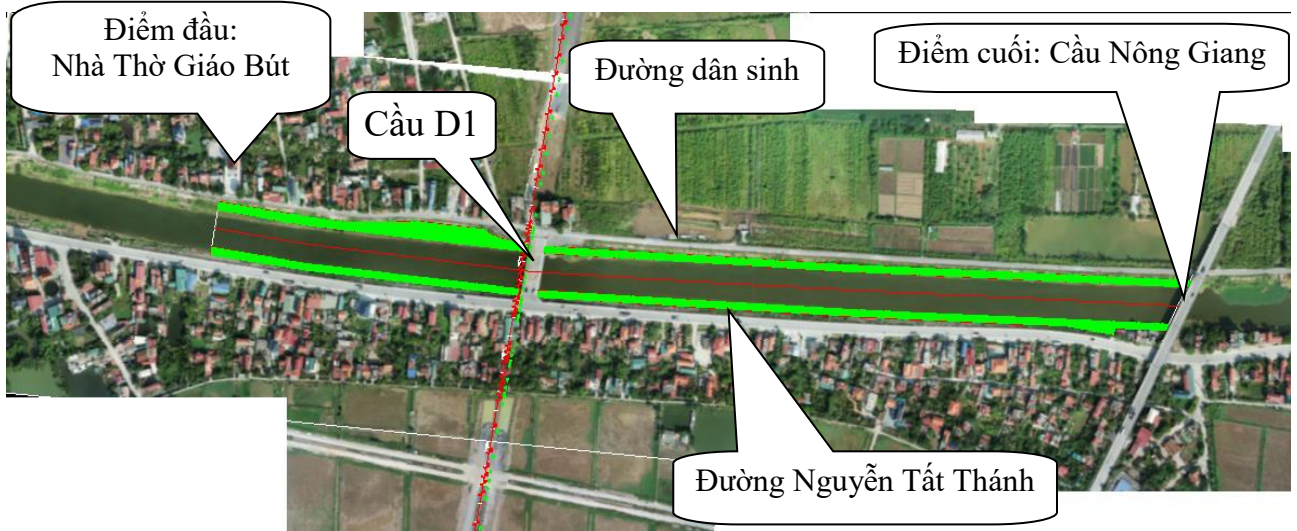 Điểm đầu:
Nhà Thờ Giáo Bút
Cầu D1
Đường dân sinh
Điểm cuối: Cầu Nông Giang
Đường Nguyễn Tất Thánh